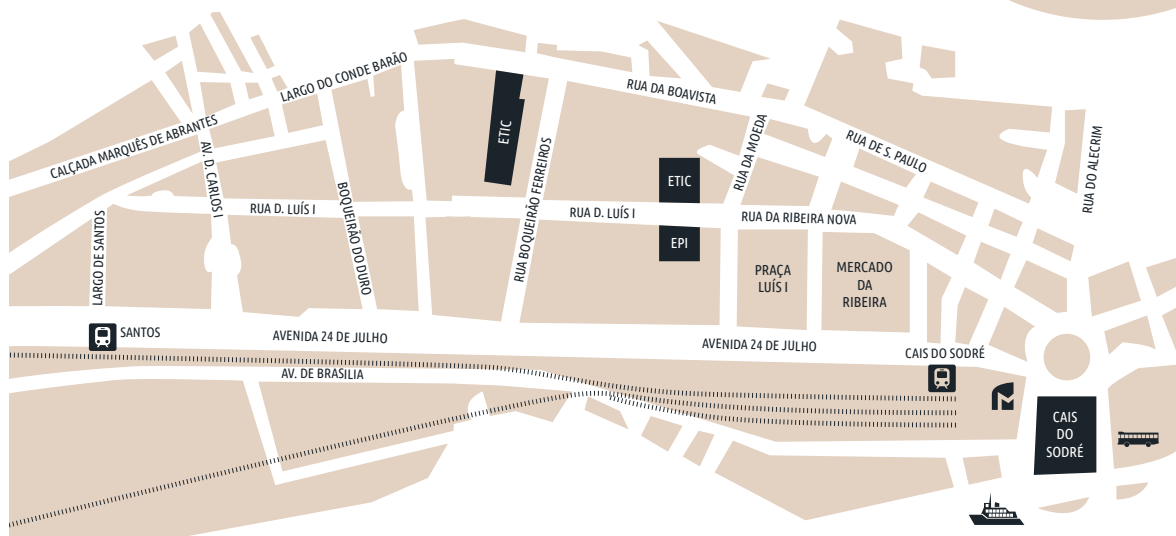 LARGO DO CONDE BARÃO
RUA DA BOAVISTA
CALÇADA MARQUÊS DE ABRANTES
ETIC
RUA DA MOEDA
RUA DE S. PAULO
RUA DO ALECRIM
AV. D. CARLOS I
BOQUEIRÃO DO DURO
RUA BOQUEIRÃO FERREIROS
ETIC
LARGO DE SANTOS
RUA D. LUÍS I
RUA D. LUÍS I
RUA DA RIBEIRA NOVA
EPI
PRAÇA
LUÍS I
MERCADO
DA
RIBEIRA
SANTOS
AVENIDA 24 DE JULHO
AVENIDA 24 DE JULHO
CAIS DO SODRÉ
AV. DE BRASILIA
CAIS
DO
SODRÉ